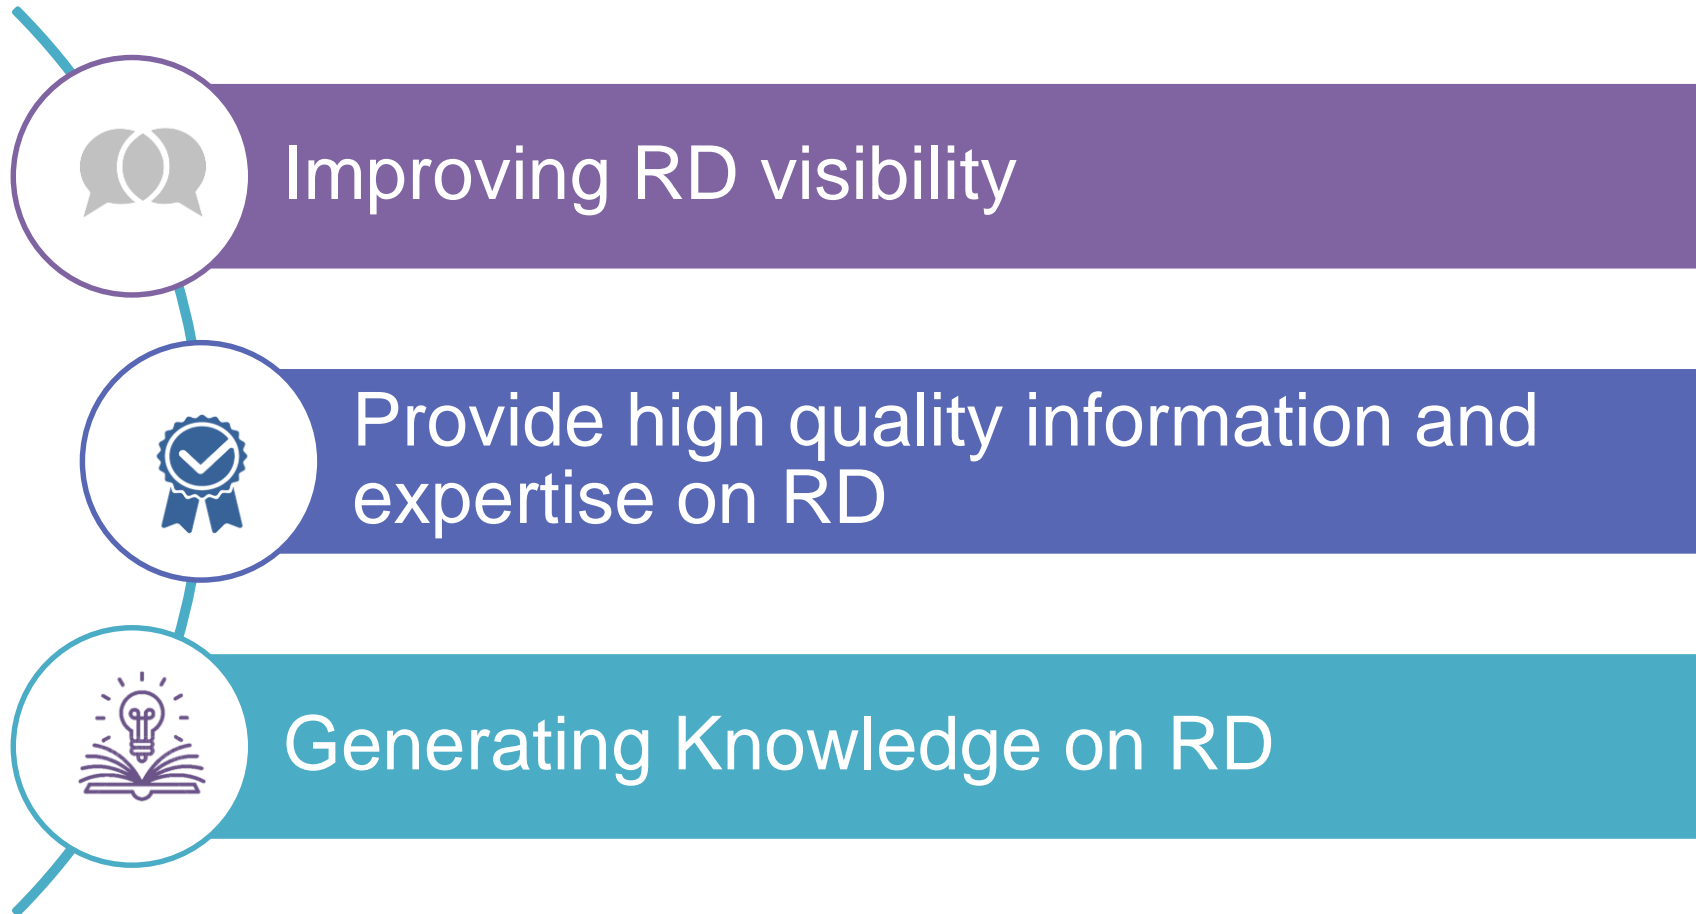 Improving RD visibility
Provide high quality information and
expertise on RD
Generating Knowledge on RD